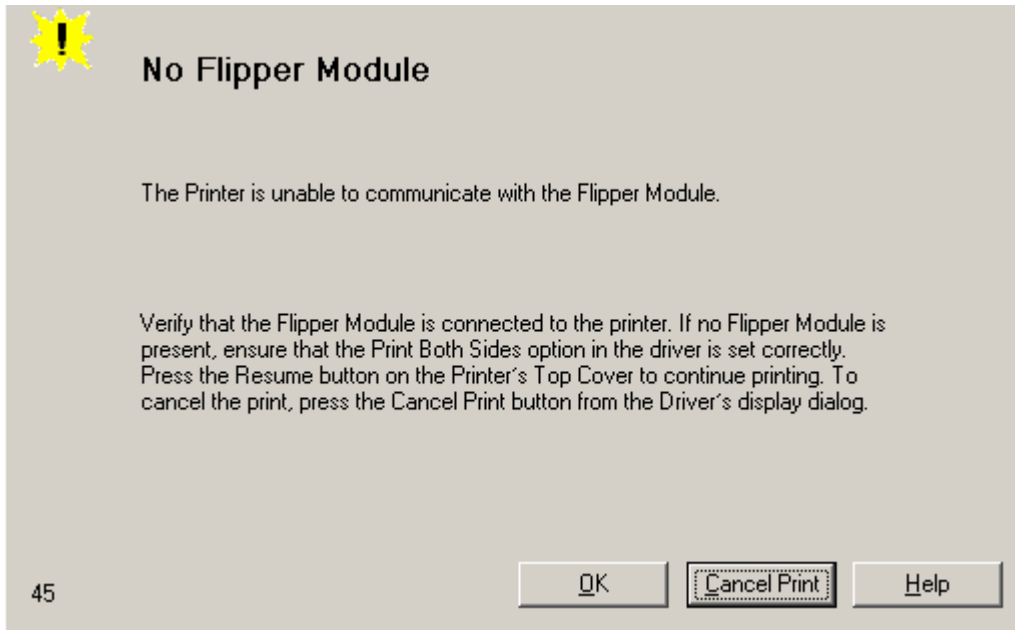 !
No Flipper Module
The Printer is unable to communicate with the Flipper Module.
Verify that the Flipper Module is connected to the printer. If no Flipper Module is
present, ensure that the Print Both Sides option in the driver is set correctly.
Press the Resume button on the Printer´s Top Cover to continue printing. To
cancel the print, press the Cancel Print button from the Driver´s display dialog.
45
OK
Cancel Print
Help